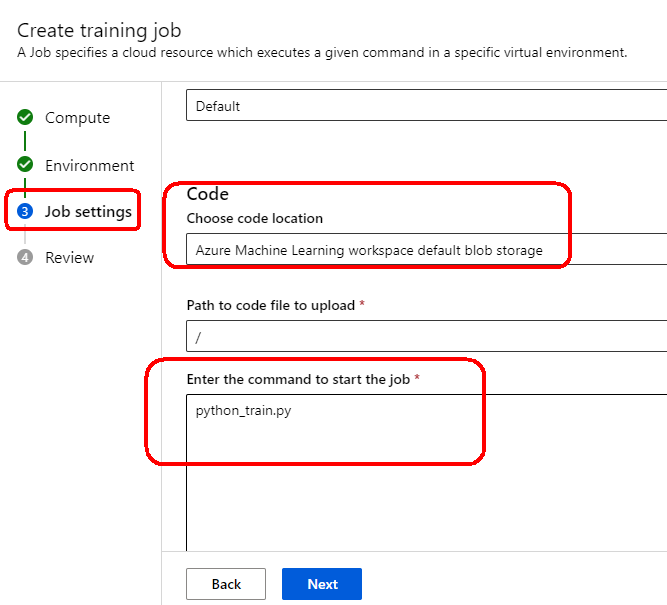 Create training job
A Job specifies a cloud resource which executes a given command in a specific virtual environment.
Compute
Environment
3 Job settings
4 Review
Default
Code
Choose code location
Azure Machine Learning workspace default blob storage
Path to code file to upload *
/
Enter the command to start the job *
python_train.py
Back
Next